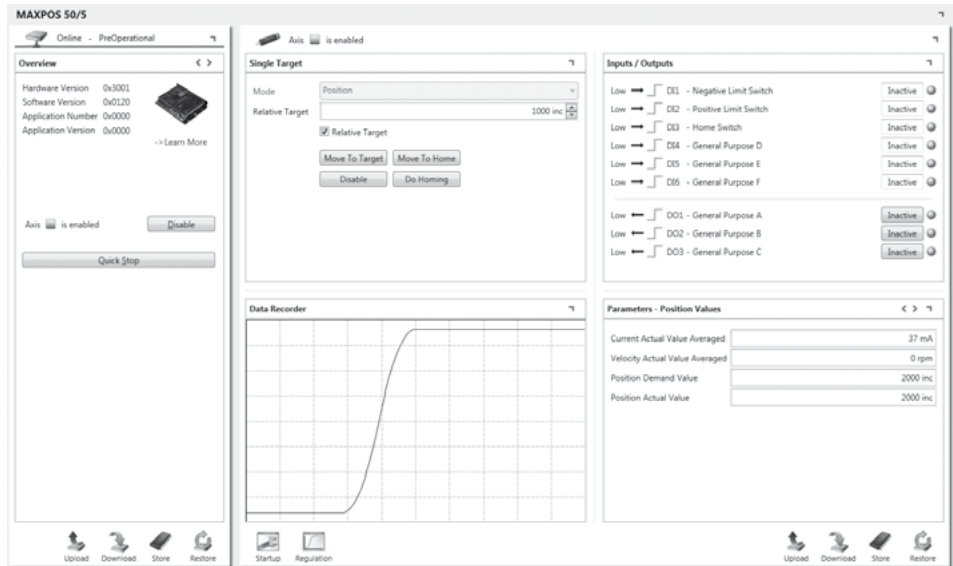 MAXPOS 50/5
Online - PreOperational
Overview
Hardware Version 0x3001
Software Version 0x0120
Application Number 0x0000
Application Version 0x0000
->Learn More
Axis is enabled
Disable
Quick Stop
Upload Download Store Restore
Axis is enabled
Single Target
Mode Position
Relative Target 1000 inc
Relative Target
Move To Target Move To Home
Disable Do Homing
Inputs / Outputs
Low DI1 - Negative Limit Switch Inactive
Low DI2 - Positive Limit Switch Inactive
Low DI3 - Home Switch Inactive
Low DI4 - General Purpose D Inactive
Low DI5 - General Purpose E Inactive
Low DI6 - General Purpose F Inactive
Low DO1 - General Purpose A Inactive
Low DO2 - General Purpose B Inactive
Low DO3 - General Purpose C Inactive
Data Recorder
Parameters - Position Values
Current Actual Value Averaged 37 mA
Velocity Actual Value Averaged 0 rpm
Position Demand Value 2000 inc
Position Actual Value 2000 inc
Startup Regulation
Upload Download Store Restore